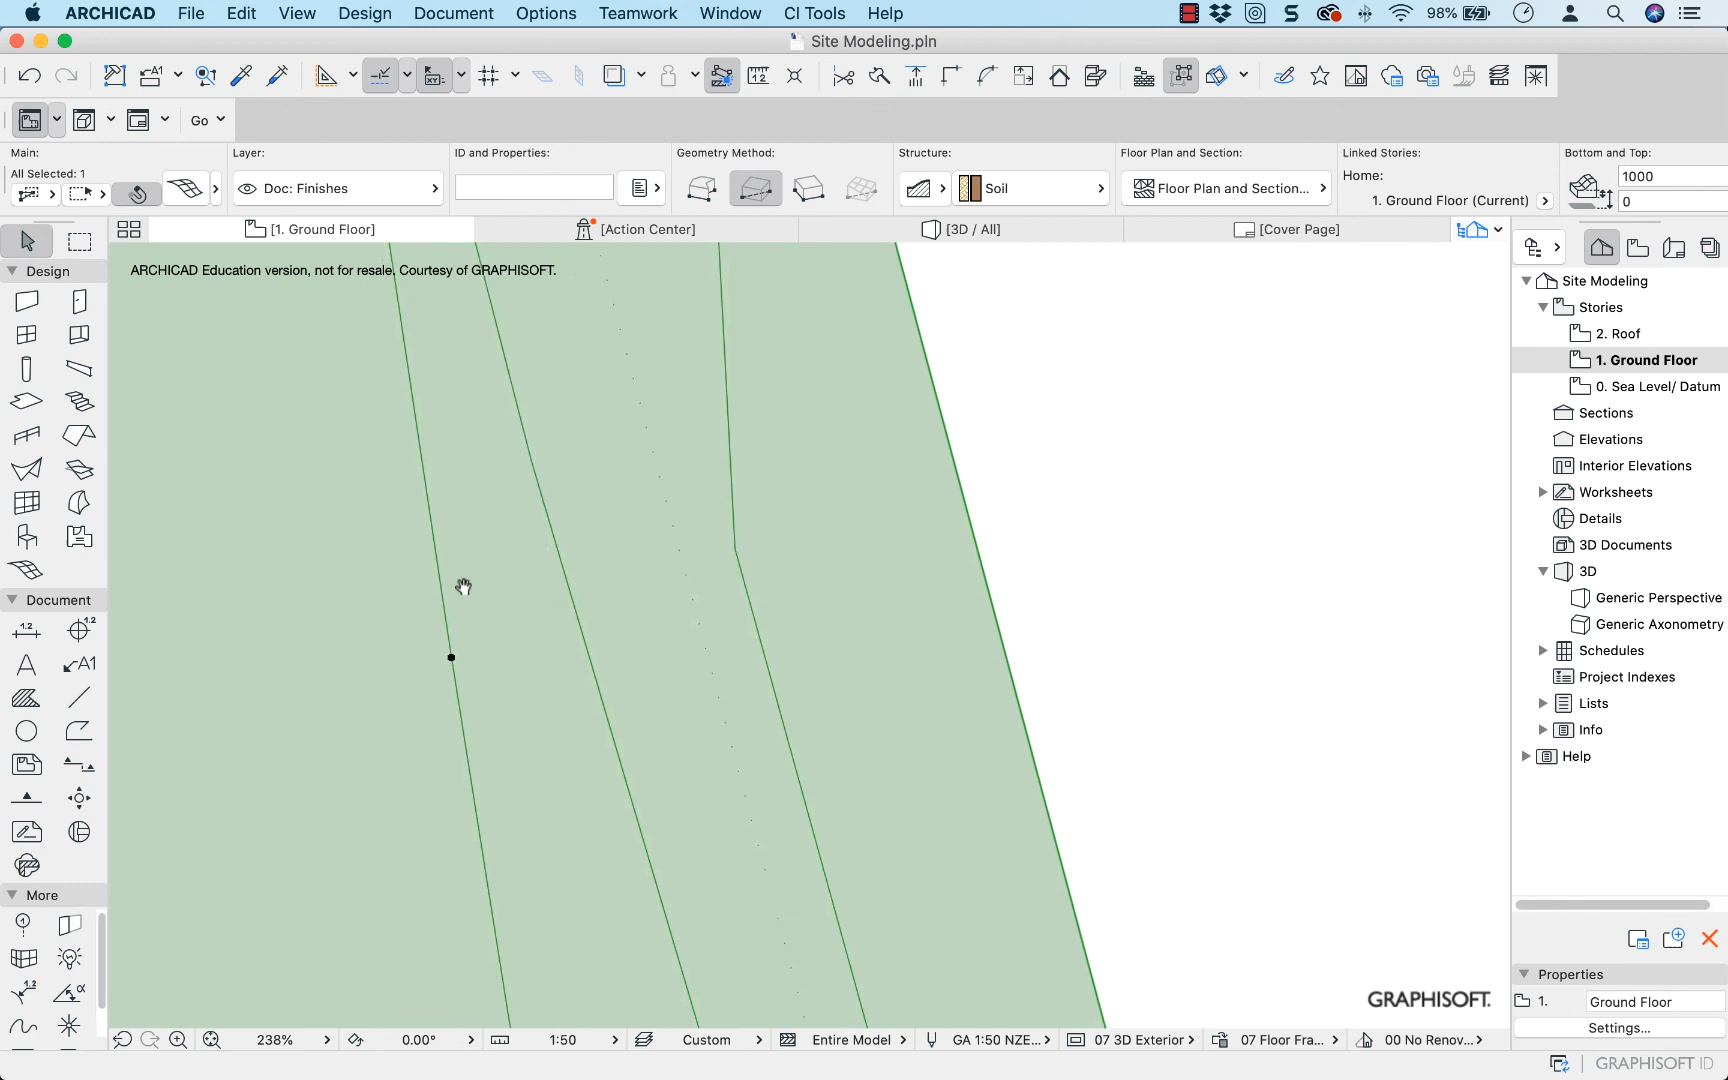 ARCHICAD File Edit View Design Document Options Teamwork Window CI Tools Help 98%
Site Modeling.pln
Go
Main: Layer: ID and Properties: Geometry Method: Structure: Floor Plan and Section: Linked Stories: Bottom and Top:
All Selected: 1 Home: 1000
Doc: Finishes Soil Floor Plan and Section... 1. Ground Floor (Current) 0
[1. Ground Floor] [Action Center] [3D / All] [Cover Page]
ARCHICAD Education version, not for resale. Courtesy of GRAPHISOFT.
Design
Document
More
Site Modeling
Stories
2. Roof
1. Ground Floor
0. Sea Level/ Datum
Sections
Elevations
Interior Elevations
Worksheets
Details
3D Documents
3D
Generic Perspective
Generic Axonometry
Schedules
Project Indexes
Lists
Info
Help
Properties
1. Ground Floor
Settings...
GRAPHISOFT.
238% 0.00° 1:50 Custom Entire Model GA 1:50 NZE... 07 3D Exterior 07 Floor Fra... 00 No Renov...
GRAPHISOFT ID